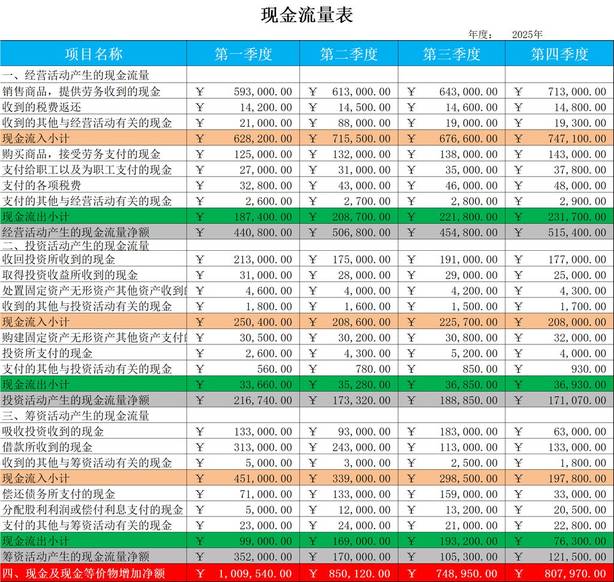 现金流量表
年度： 2025年
项目名称 第一季度 第二季度 第三季度 第四季度
一、经营活动产生的现金流量
销售商品，提供劳务收到的现金 ¥ 593,000.00 ¥ 613,000.00 ¥ 643,000.00 ¥ 713,000.00
收到的税费返还 ¥ 14,200.00 ¥ 14,500.00 ¥ 14,600.00 ¥ 14,800.00
收到的其他与经营活动有关的现金 ¥ 21,000.00 ¥ 88,000.00 ¥ 19,000.00 ¥ 19,300.00
现金流入小计 ¥ 628,200.00 ¥ 715,500.00 ¥ 676,600.00 ¥ 747,100.00
购买商品，接受劳务支付的现金 ¥ 125,000.00 ¥ 132,000.00 ¥ 138,000.00 ¥ 143,000.00
支付给职工以及为职工支付的现金 ¥ 27,000.00 ¥ 31,000.00 ¥ 35,000.00 ¥ 37,800.00
支付的各项税费 ¥ 32,800.00 ¥ 43,000.00 ¥ 46,000.00 ¥ 48,000.00
支付的其他与经营活动有关的现金 ¥ 2,600.00 ¥ 2,700.00 ¥ 2,800.00 ¥ 2,900.00
现金流出小计 ¥ 187,400.00 ¥ 208,700.00 ¥ 221,800.00 ¥ 231,700.00
经营活动产生的现金流量净额 ¥ 440,800.00 ¥ 506,800.00 ¥ 454,800.00 ¥ 515,400.00
二、投资活动产生的现金流量
收回投资所收到的现金 ¥ 213,000.00 ¥ 175,000.00 ¥ 191,000.00 ¥ 177,000.00
取得投资收益所收到的现金 ¥ 31,000.00 ¥ 28,000.00 ¥ 29,000.00 ¥ 25,000.00
处置固定资产无形资产其他资产收到 ¥ 4,600.00 ¥ 4,000.00 ¥ 4,200.00 ¥ 4,300.00
收到的其他与投资活动有关的现金 ¥ 1,800.00 ¥ 1,600.00 ¥ 1,500.00 ¥ 1,700.00
现金流入小计 ¥ 250,400.00 ¥ 208,600.00 ¥ 225,700.00 ¥ 208,000.00
购建固定资产无形资产其他资产支付 ¥ 30,500.00 ¥ 30,200.00 ¥ 30,800.00 ¥ 32,000.00
投资所支付的现金 ¥ 2,600.00 ¥ 4,300.00 ¥ 5,200.00 ¥ 4,000.00
支付的其他与投资活动有关的现金 ¥ 560.00 ¥ 780.00 ¥ 850.00 ¥ 930.00
现金流出小计 ¥ 33,660.00 ¥ 35,280.00 ¥ 36,850.00 ¥ 36,930.00
投资活动产生的现金流量净额 ¥ 216,740.00 ¥ 173,320.00 ¥ 188,850.00 ¥ 171,070.00
三、筹资活动产生的现金流量
吸收投资收到的现金 ¥ 133,000.00 ¥ 93,000.00 ¥ 183,000.00 ¥ 63,000.00
借款所收到的现金 ¥ 313,000.00 ¥ 243,000.00 ¥ 113,000.00 ¥ 133,000.00
收到的其他与筹资活动有关的现金 ¥ 5,000.00 ¥ 3,000.00 ¥ 2,500.00 ¥ 1,800.00
现金流入小计 ¥ 451,000.00 ¥ 339,000.00 ¥ 298,500.00 ¥ 197,800.00
偿还债务所支付的现金 ¥ 71,000.00 ¥ 133,000.00 ¥ 159,000.00 ¥ 33,000.00
分配股利利润或偿付利息支付的现金 ¥ 5,000.00 ¥ 12,000.00 ¥ 13,200.00 ¥ 20,500.00
支付的其他与筹资活动有关的现金 ¥ 23,000.00 ¥ 24,000.00 ¥ 21,000.00 ¥ 22,800.00
现金流出小计 ¥ 99,000.00 ¥ 169,000.00 ¥ 193,200.00 ¥ 76,300.00
筹资活动产生的现金流量净额 ¥ 352,000.00 ¥ 170,000.00 ¥ 105,300.00 ¥ 121,500.00
四、现金及现金等价物增加净额 ¥ 1,009,540.00 ¥ 850,120.00 ¥ 748,950.00 ¥ 807,970.00